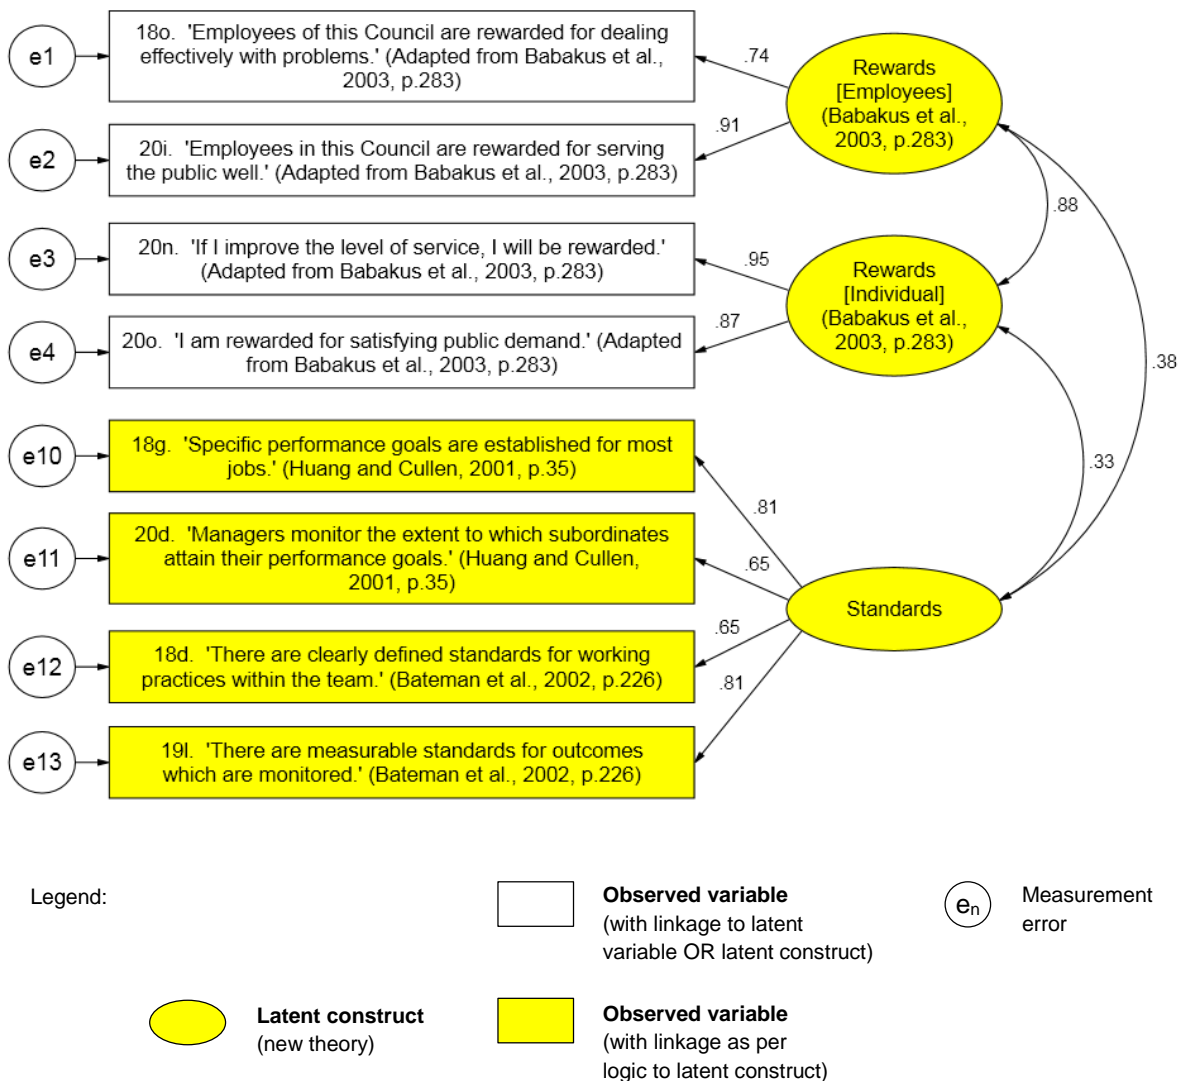 e1
18o. 'Employees of this Council are rewarded for dealing
effectively with problems.' (Adapted from Babakus et al.,
2003, p.283)
.74
Rewards
[Employees]
(Babakus et al.,
2003, p.283)
e2
20i. 'Employees in this Council are rewarded for serving
the public well.' (Adapted from Babakus et al., 2003, p.283)
.91
.88
e3
20n. 'If I improve the level of service, I will be rewarded.'
(Adapted from Babakus et al., 2003, p.283)
.95
Rewards
[Individual]
(Babakus et al.,
2003, p.283)
e4
20o. 'I am rewarded for satisfying public demand.' (Adapted
from Babakus et al., 2003, p.283)
.87
.38
e10
18g. 'Specific performance goals are established for most
jobs.' (Huang and Cullen, 2001, p.35)
.33
.81
e11
20d. 'Managers monitor the extent to which subordinates
attain their performance goals.' (Huang and Cullen,
2001, p.35)
.65
Standards
e12
18d. 'There are clearly defined standards for working
practices within the team.' (Bateman et al., 2002, p.226)
.65
.81
e13
19l. 'There are measurable standards for outcomes
which are monitored.' (Bateman et al., 2002, p.226)
Legend:
Observed variable
(with linkage to latent
variable OR latent construct)
en
Measurement
error
Latent construct
(new theory)
Observed variable
(with linkage as per
logic to latent construct)